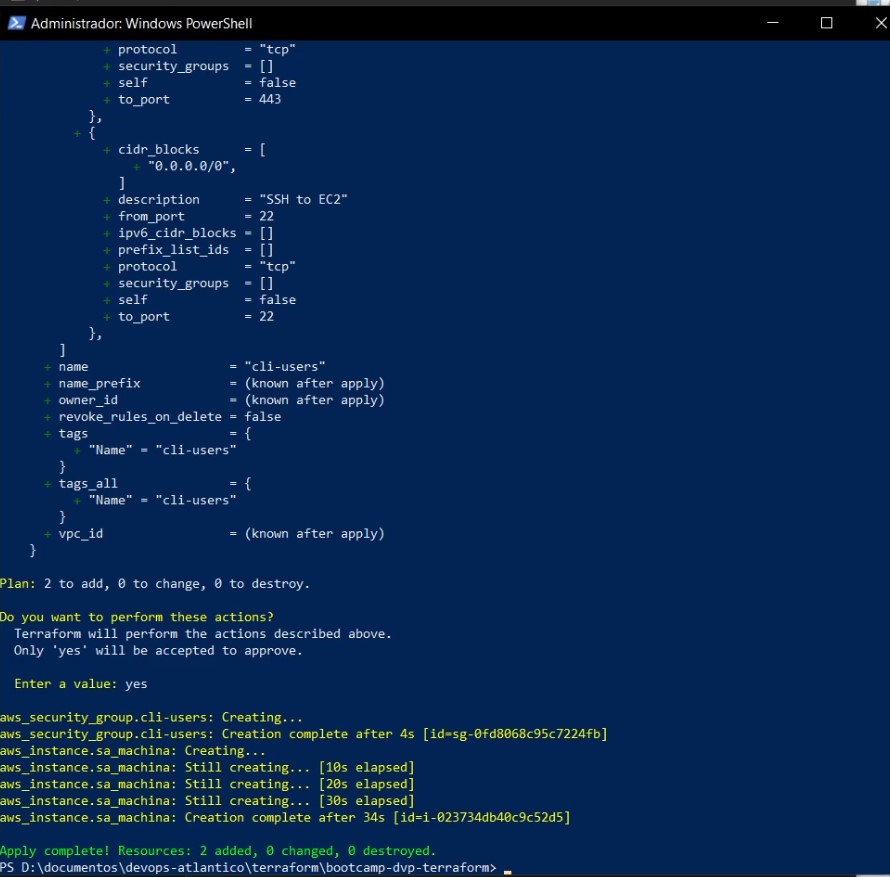 Administrador: Windows PowerShell
+ protocol = "tcp"
+ security_groups = []
+ self = false
+ to_port = 443
},
+ {
+ cidr_blocks = [
+ "0.0.0.0/0",
]
+ description = "SSH to EC2"
+ from_port = 22
+ ipv6_cidr_blocks = []
+ prefix_list_ids = []
+ protocol = "tcp"
+ security_groups = []
+ self = false
+ to_port = 22
},
]
+ name = "cli-users"
+ name_prefix = (known after apply)
+ owner_id = (known after apply)
+ revoke_rules_on_delete = false
+ tags = {
+ "Name" = "cli-users"
}
+ tags_all = {
+ "Name" = "cli-users"
}
+ vpc_id = (known after apply)
}
Plan: 2 to add, 0 to change, 0 to destroy.
Do you want to perform these actions?
Terraform will perform the actions described above.
Only 'yes' will be accepted to approve.
Enter a value: yes
aws_security_group.cli-users: Creating...
aws_security_group.cli-users: Creation complete after 4s [id=sg-0fd8068c95c7224fb]
aws_instance.sa_machina: Creating...
aws_instance.sa_machina: Still creating... [10s elapsed]
aws_instance.sa_machina: Still creating... [20s elapsed]
aws_instance.sa_machina: Still creating... [30s elapsed]
aws_instance.sa_machina: Creation complete after 34s [id=i-023734db40c9c52d5]
Apply complete! Resources: 2 added, 0 changed, 0 destroyed.
PS D:\documentos\devops-atlantico\terraform\bootcamp-dvp-terraform>